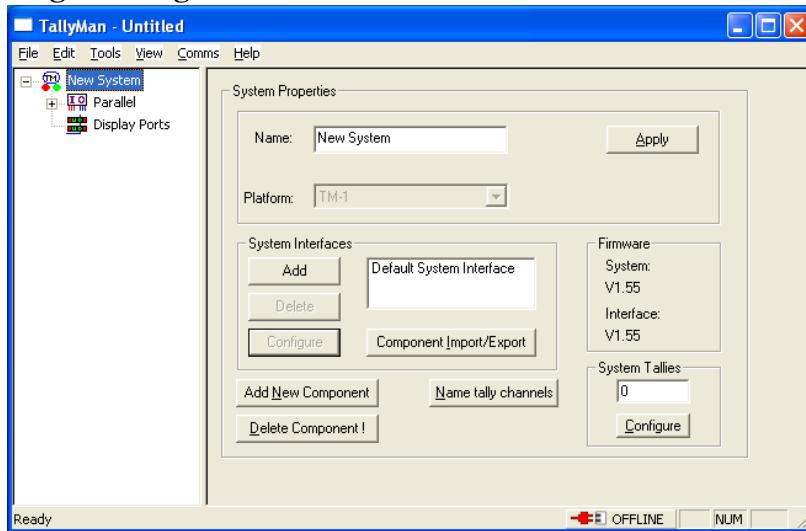 TallyMan - Untitled
File Edit Tools View Comms Help
New System
Parallel
Display Ports
System Properties
Name: New System Apply
Platform: TM-1
System Interfaces
Add
Default System Interface
Delete
Configure
Component Import/Export
Firmware
System:
V1.55
Interface:
V1.55
Add New Component
Name tally channels
Delete Component !
System Tallies
0
Configure
Ready
OFFLINE
NUM